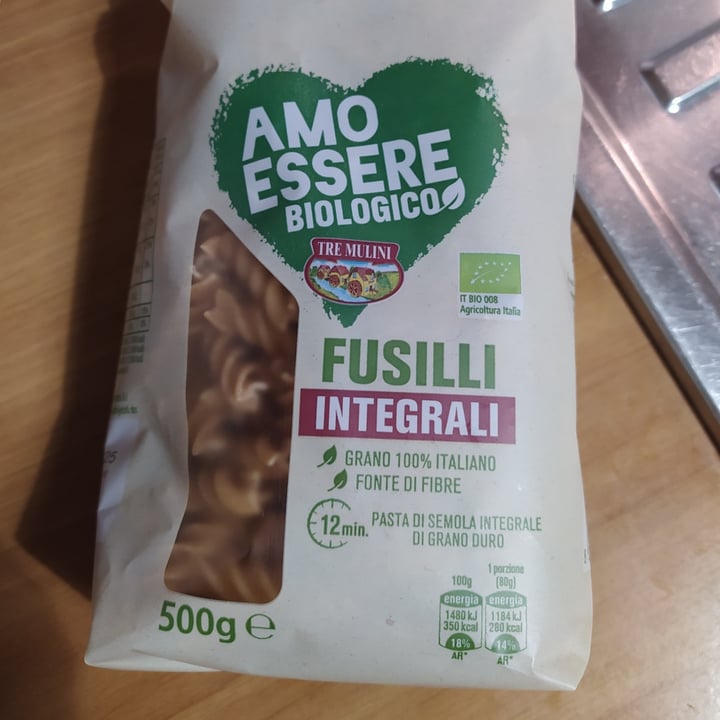 AMO
ESSERE
BIOLOGICO
TRE MULINI
IT BIO 008
Agricoltura Italia
FUSILLI
INTEGRALI
GRANO 100% ITALIANO
FONTE DI FIBRE
12 min.
PASTA DI SEMOLA INTEGRALE
DI GRANO DURO
100g
1 porzione
(80g)
energia
energia
1480 kJ
350 kcal
1184 kJ
280 kcal
18%
14%
AR*
AR*
500g e